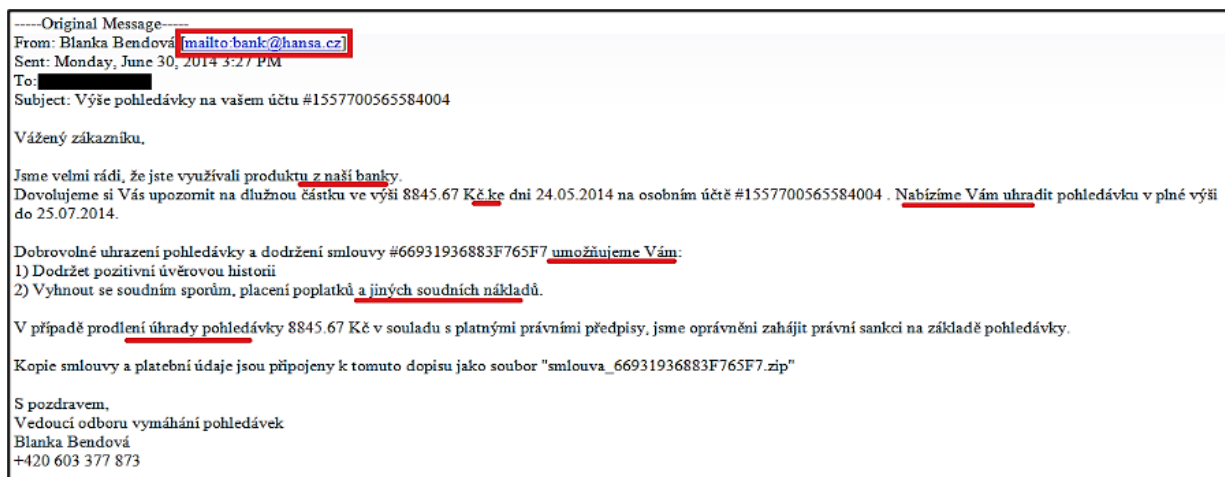 -----Original Message-----
From: Blanka Bendová [mailto:bank@hansa.cz]
Sent: Monday, June 30, 2014 3:27 PM
To:
Subject: Výše pohledávky na vašem účtu #1557700565584004
Vážený zákazníku,
Jsme velmi rádi, že jste využívali produktu z naší banky.
Dovolujeme si Vás upozornit na dlužnou částku ve výši 8845.67 Kč.ke dni 24.05.2014 na osobním účtě #1557700565584004 . Nabízíme Vám uhradit pohledávku v plné výši
do 25.07.2014.
Dobrovolné uhrazení pohledávky a dodržení smlouvy #66931936883F765F7 umožňujeme Vám:
1) Dodržet pozitivní úvěrovou historii
2) Vyhnout se soudním sporům, placení poplatků a jiných soudních nákladů.
V případě prodlení úhrady pohledávky 8845.67 Kč v souladu s platnými právními předpisy, jsme oprávněni zahájit právní sankci na základě pohledávky.
Kopie smlouvy a platební údaje jsou připojeny k tomuto dopisu jako soubor "smlouva_66931936883F765F7.zip"
S pozdravem,
Vedoucí odboru vymáhání pohledávek
Blanka Bendová
+420 603 377 873